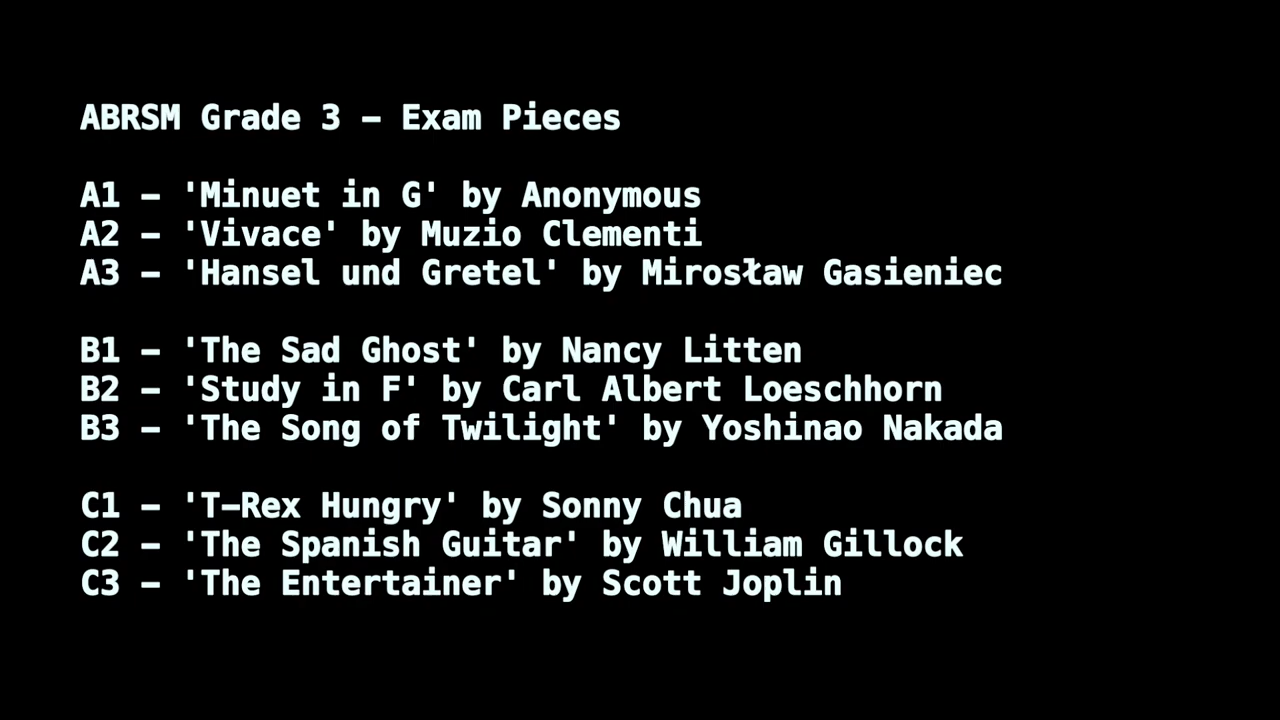 ABRSM Grade 3 – Exam Pieces
A1 – 'Minuet in G' by Anonymous
A2 – 'Vivace' by Muzio Clementi
A3 – 'Hansel und Gretel' by Mirosław Gasieniec
B1 – 'The Sad Ghost' by Nancy Litten
B2 – 'Study in F' by Carl Albert Loeschhorn
B3 – 'The Song of Twilight' by Yoshinao Nakada
C1 – 'T–Rex Hungry' by Sonny Chua
C2 – 'The Spanish Guitar' by William Gillock
C3 – 'The Entertainer' by Scott Joplin